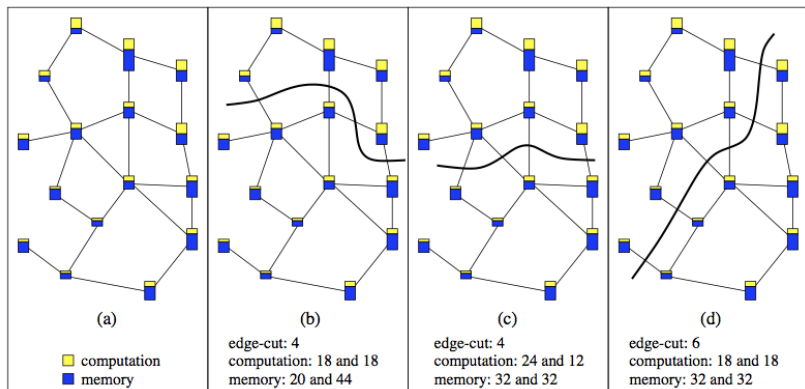 (a)
computation
memory
(b)
edge-cut: 4
computation: 18 and 18
memory: 20 and 44
(c)
edge-cut: 4
computation: 24 and 12
memory: 32 and 32
(d)
edge-cut: 6
computation: 18 and 18
memory: 32 and 32